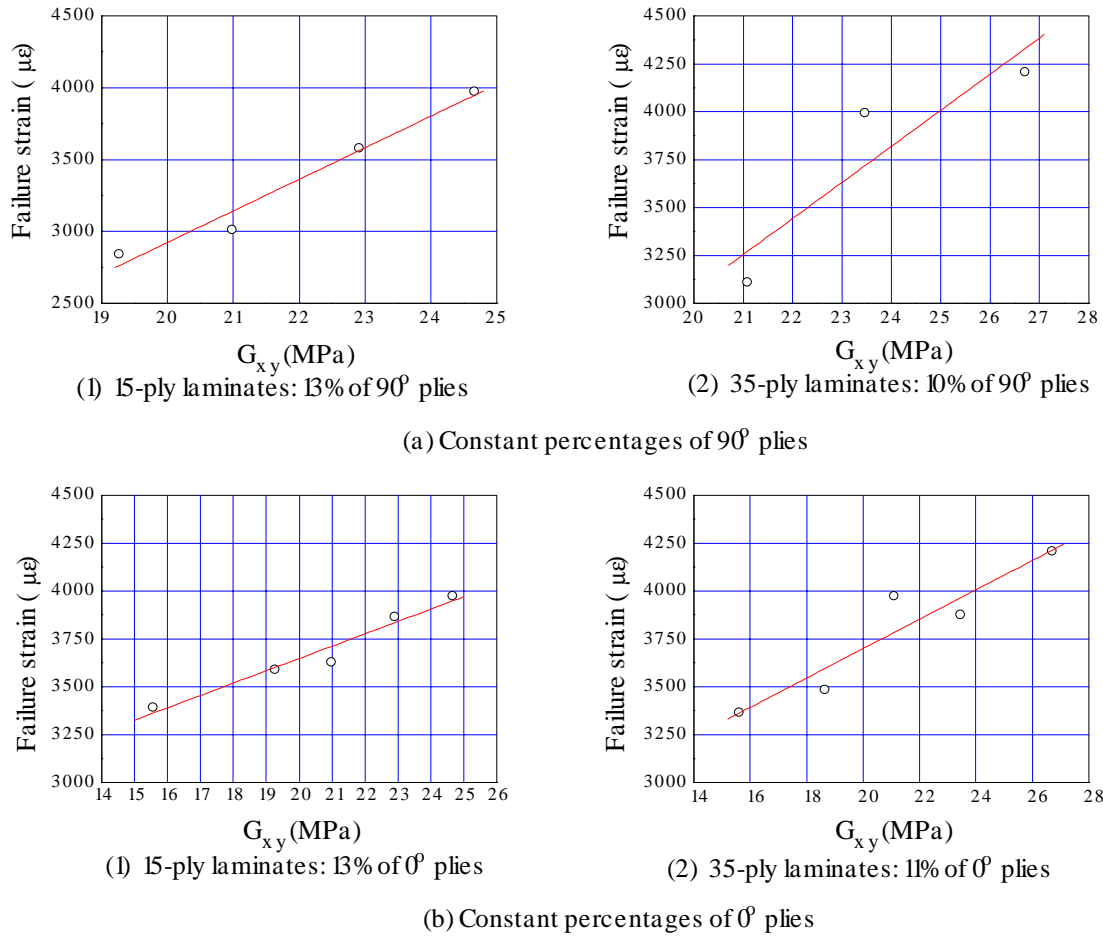 4500
4000
3500
3000
2500
Failure strain ( με)
19 20 21 22 23 24 25
Gxy (MPa)
(1) 15-ply laminates: 13% of 90° plies
4500
4250
4000
3750
3500
3250
3000
Failure strain ( με)
20 21 22 23 24 25 26 27 28
Gxy (MPa)
(2) 35-ply laminates: 10% of 90° plies
(a) Constant percentages of 90° plies
4500
4250
4000
3750
3500
3250
3000
Failure strain ( με)
14 15 16 17 18 19 20 21 22 23 24 25 26
Gxy (MPa)
(1) 15-ply laminates: 13% of 0° plies
4500
4250
4000
3750
3500
3250
3000
Failure strain ( με)
14 16 18 20 22 24 26 28
Gxy (MPa)
(2) 35-ply laminates: 11% of 0° plies
(b) Constant percentages of 0° plies